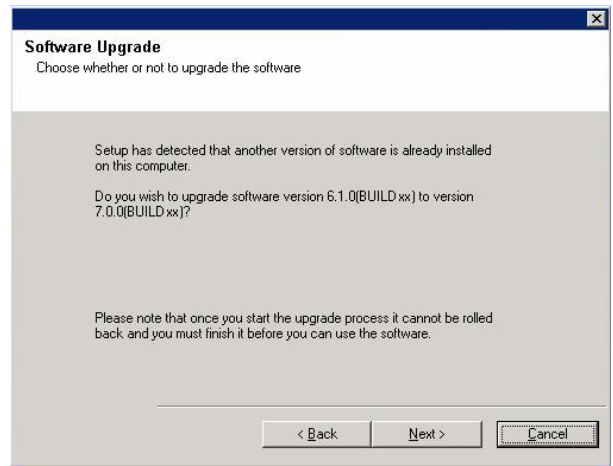 Software Upgrade
Choose whether or not to upgrade the software
Setup has detected that another version of software is already installed
on this computer.
Do you wish to upgrade software version 6.1.0(BUILD xx) to version
7.0.0(BUILD xx)?
Please note that once you start the upgrade process it cannot be rolled
back and you must finish it before you can use the software.
< Back Next > Cancel